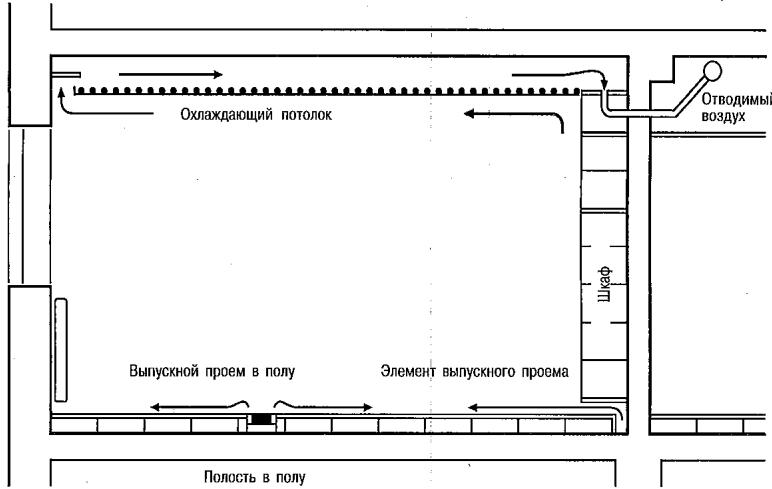 Охлаждающий потолок
Отводимый
воздух
Шкаф
Выпускной проем в полу
Элемент выпускного проема
Полость в полу